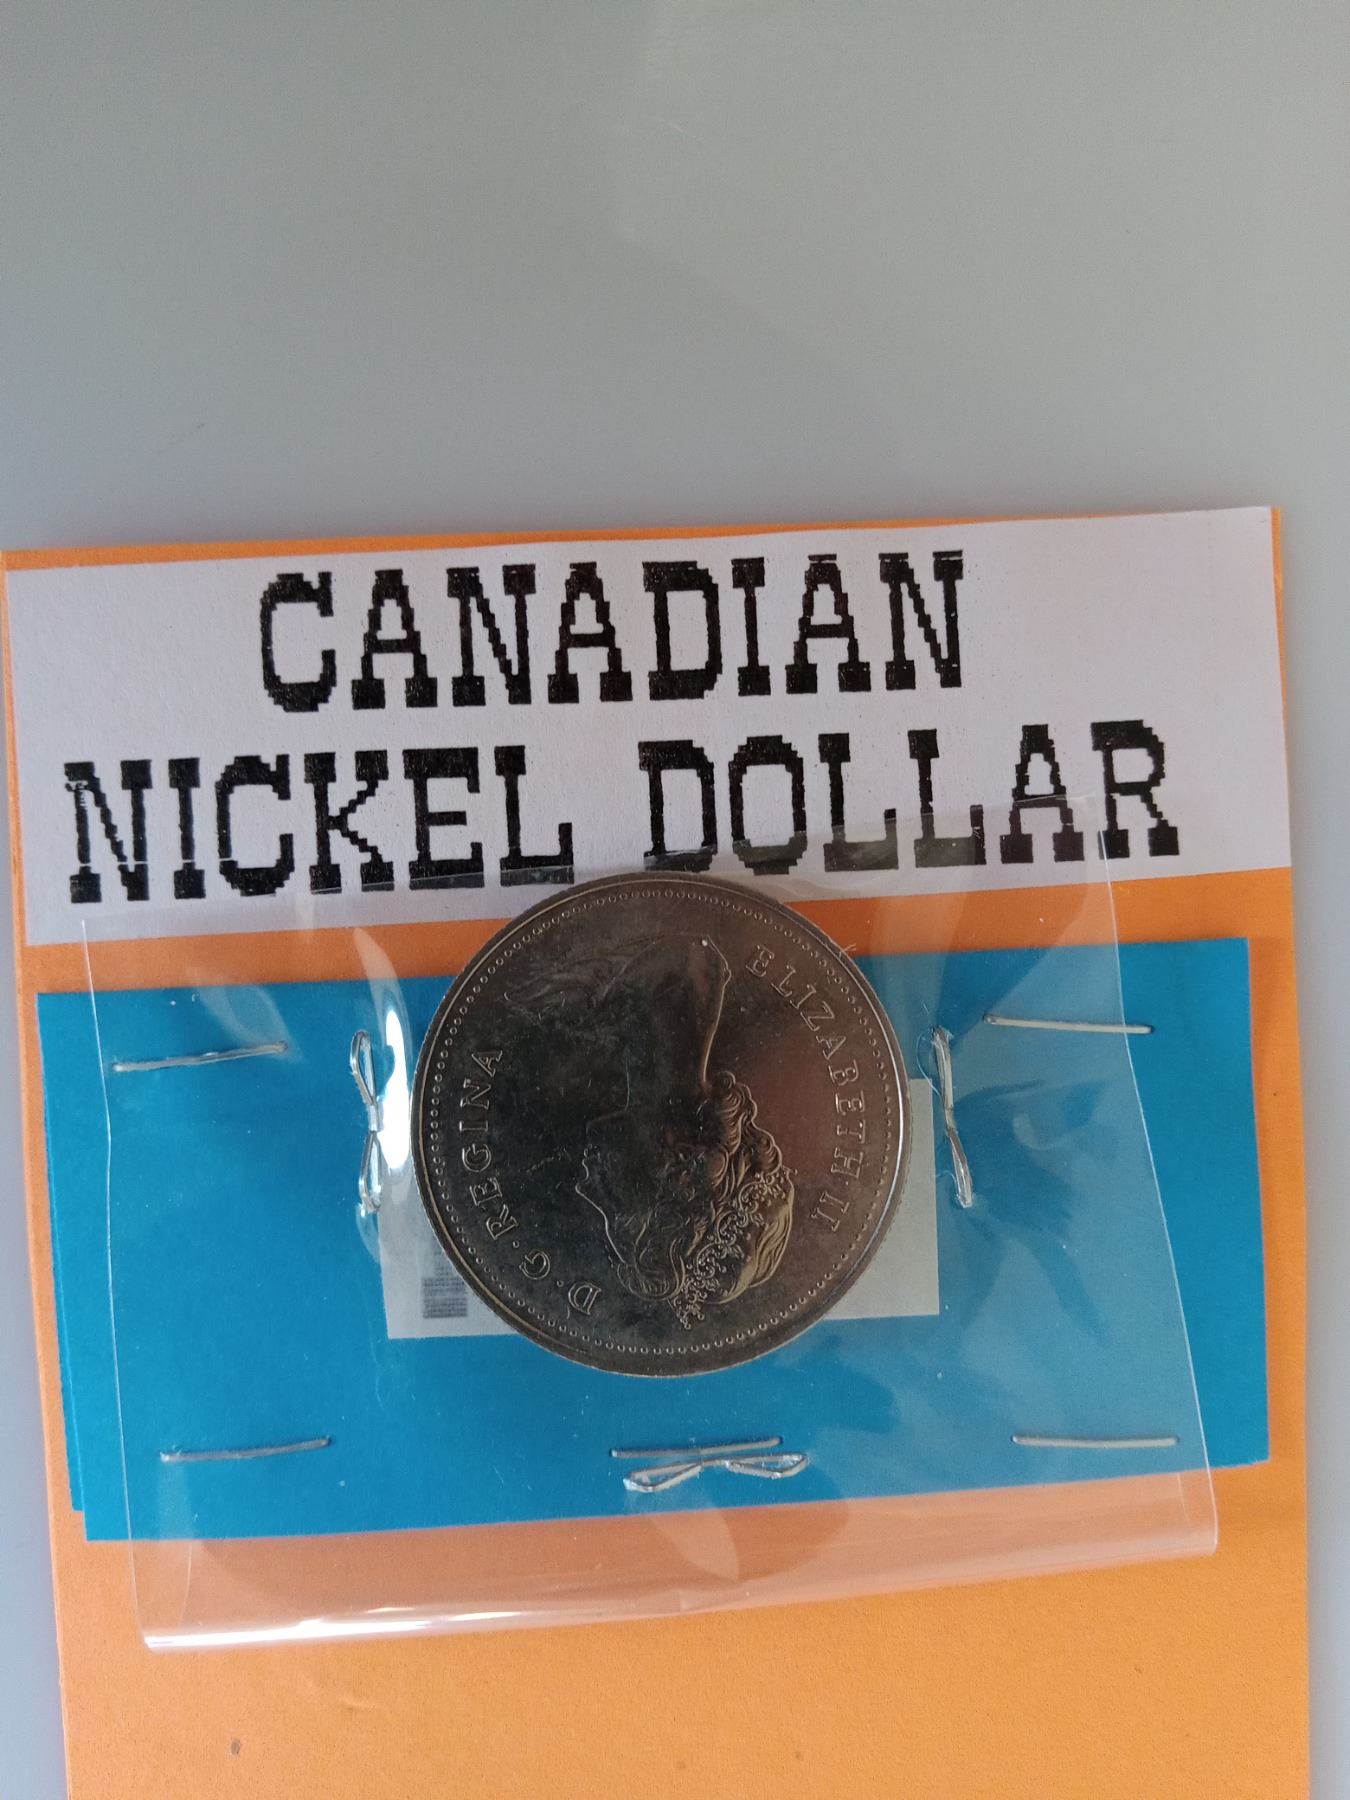 CANADIAN
NICKEL DOLLAR
ELIZABETH II
D·G·REGINA